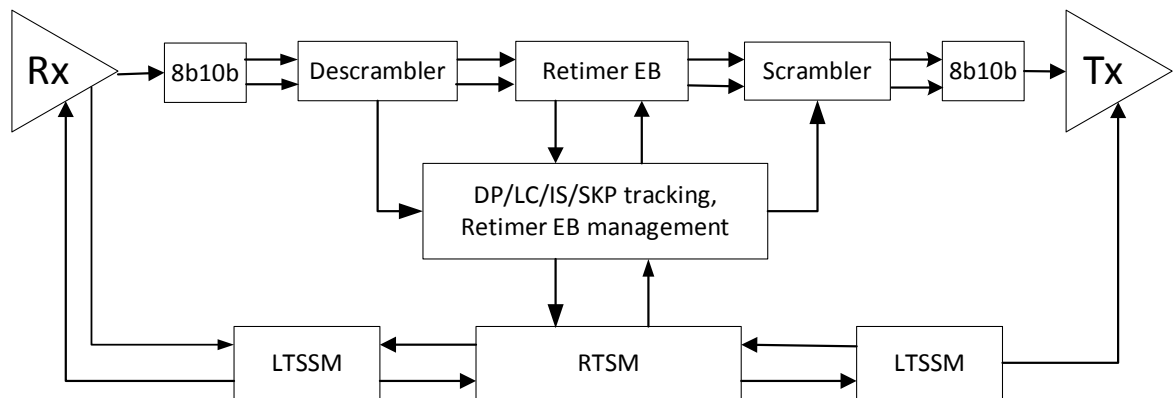 Rx
8b10b
Descrambler
Retimer EB
Scrambler
8b10b
Tx
DP/LC/IS/SKP tracking,
Retimer EB management
LTSSM
RTSM
LTSSM